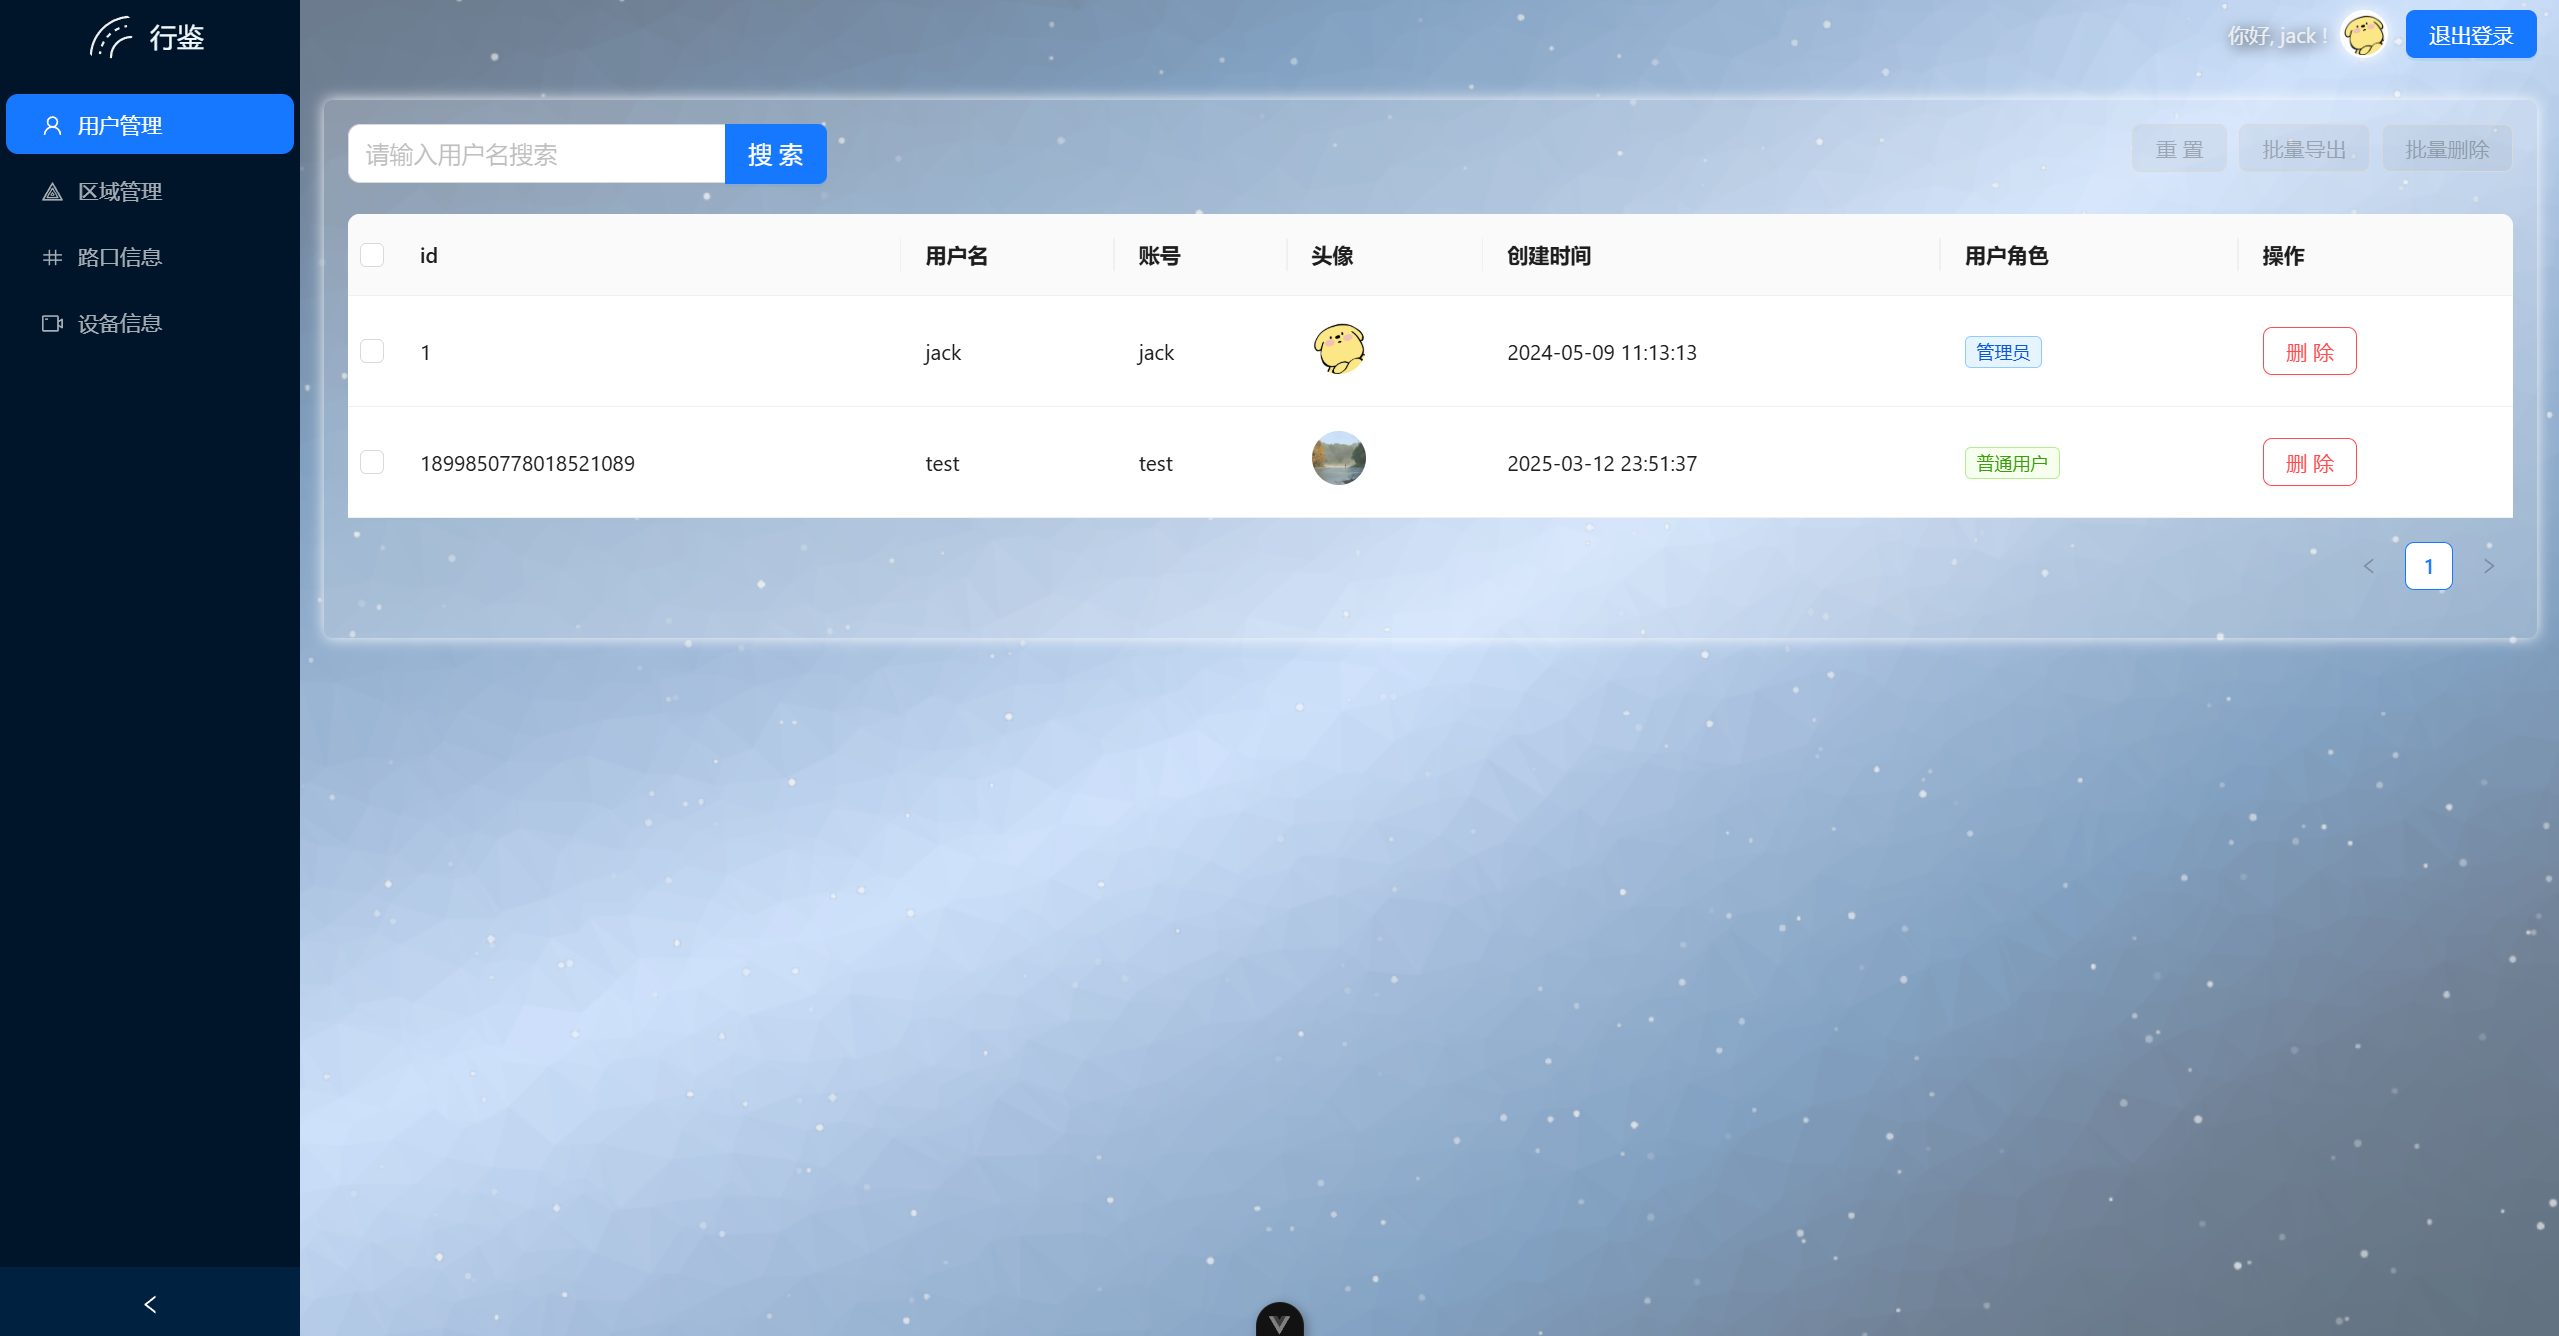 行鉴
你好, jack !
退出登录
用户管理
区域管理
路口信息
设备信息
请输入用户名搜索
搜 索
重 置
批量导出
批量删除
id 用户名 账号 头像 创建时间 用户角色 操作
1 jack jack 2024-05-09 11:13:13 管理员 删 除
1899850778018521089 test test 2025-03-12 23:51:37 普通用户 删 除
1